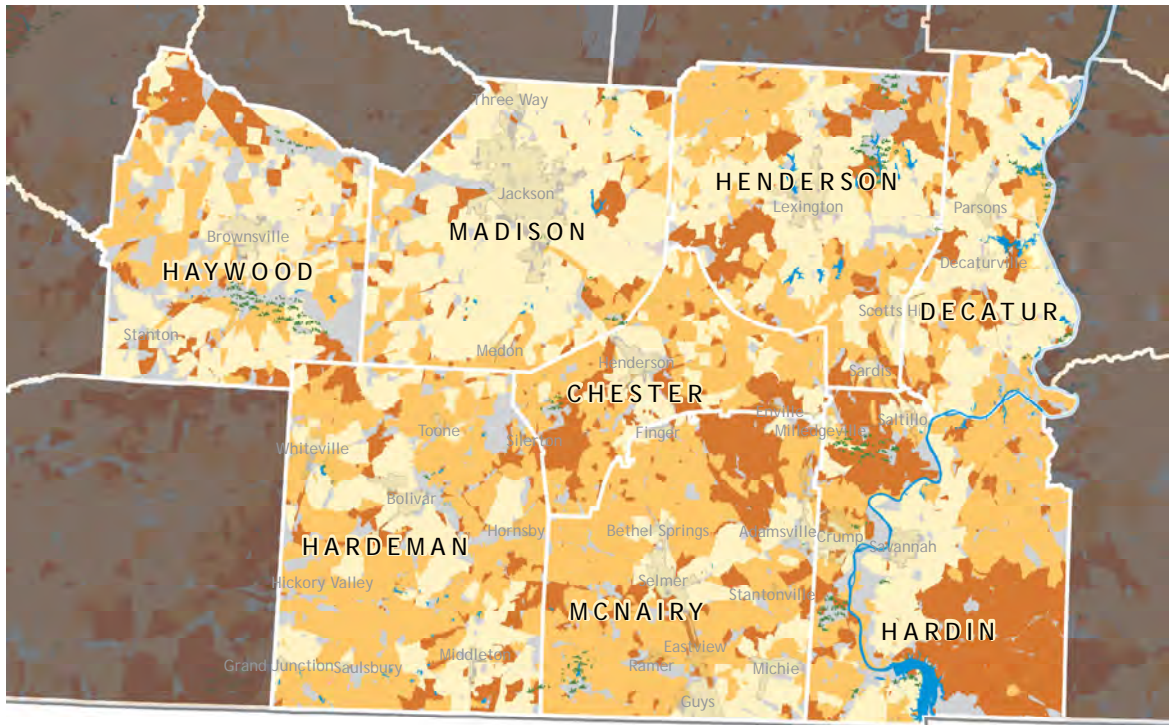 Three Way
HENDERSON
Jackson
Lexington
Parsons
MADISON
Brownsville
HAYWOOD
Decaturville
Scotts Hill
DECATUR
Stanton
Medon
Henderson
Sardis
CHESTER
Enville
Milledgeville
Saltillo
Toone
Silerton
Finger
Whiteville
Bolivar
Hornsby
Bethel Springs
Adamsville
Crump
Savannah
HARDEMAN
Hickory Valley
Selmer
Stantonville
MCNAIRY
HARDIN
Eastview
Middleton
Grand Junction
Saulsbury
Ramer
Michie
Guys